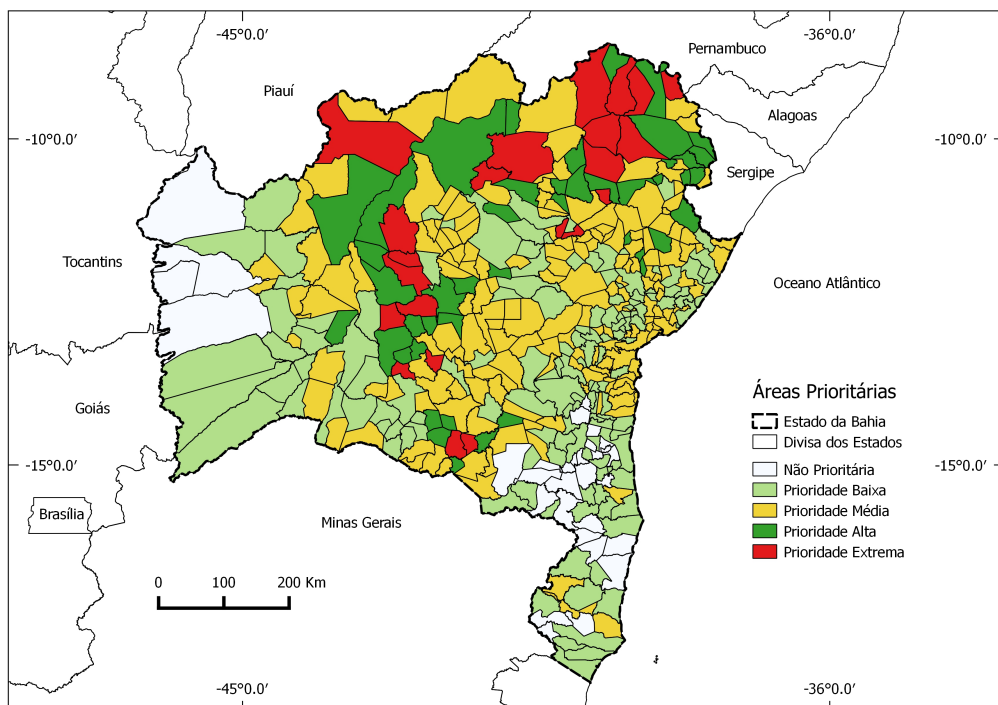 -45°0.0′
-36°0.0′
Pernambuco
Piauí
Alagoas
-10°0.0′
-10°0.0′
Sergipe
Tocantins
Oceano Atlântico
Áreas Prioritárias
Goiás
Estado da Bahia
Divisa dos Estados
-15°0.0′
-15°0.0′
Não Prioritária
Prioridade Baixa
Brasília
Prioridade Média
Minas Gerais
Prioridade Alta
Prioridade Extrema
0 100 200 Km
-45°0.0′
-36°0.0′